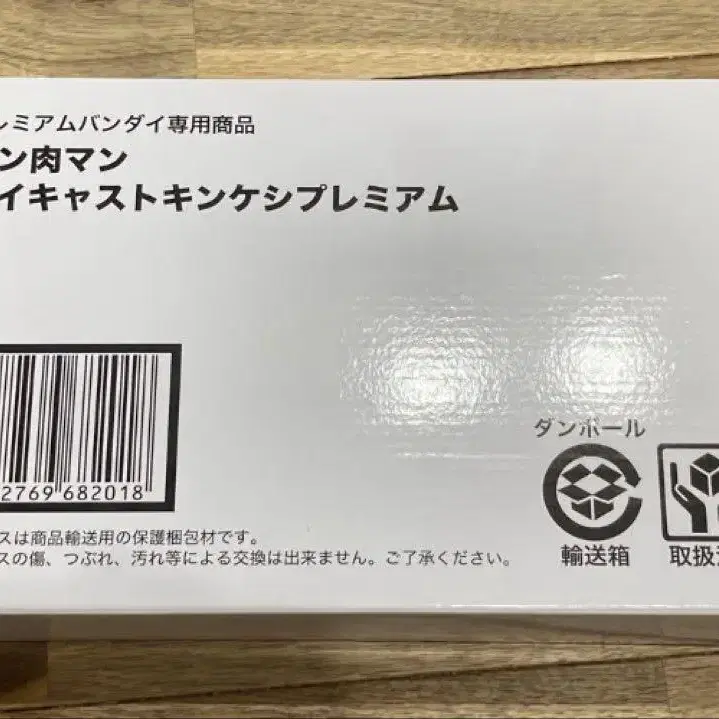 レミアムバンダイ専用商品
ン肉マン
イキャストキンケシプレミアム
2769 682018
ダンボール
輸送箱
取扱
スは商品輸送用の保護梱包材です。
スの傷、つぶれ、汚れ等による交換は出来ません。ご了承ください。